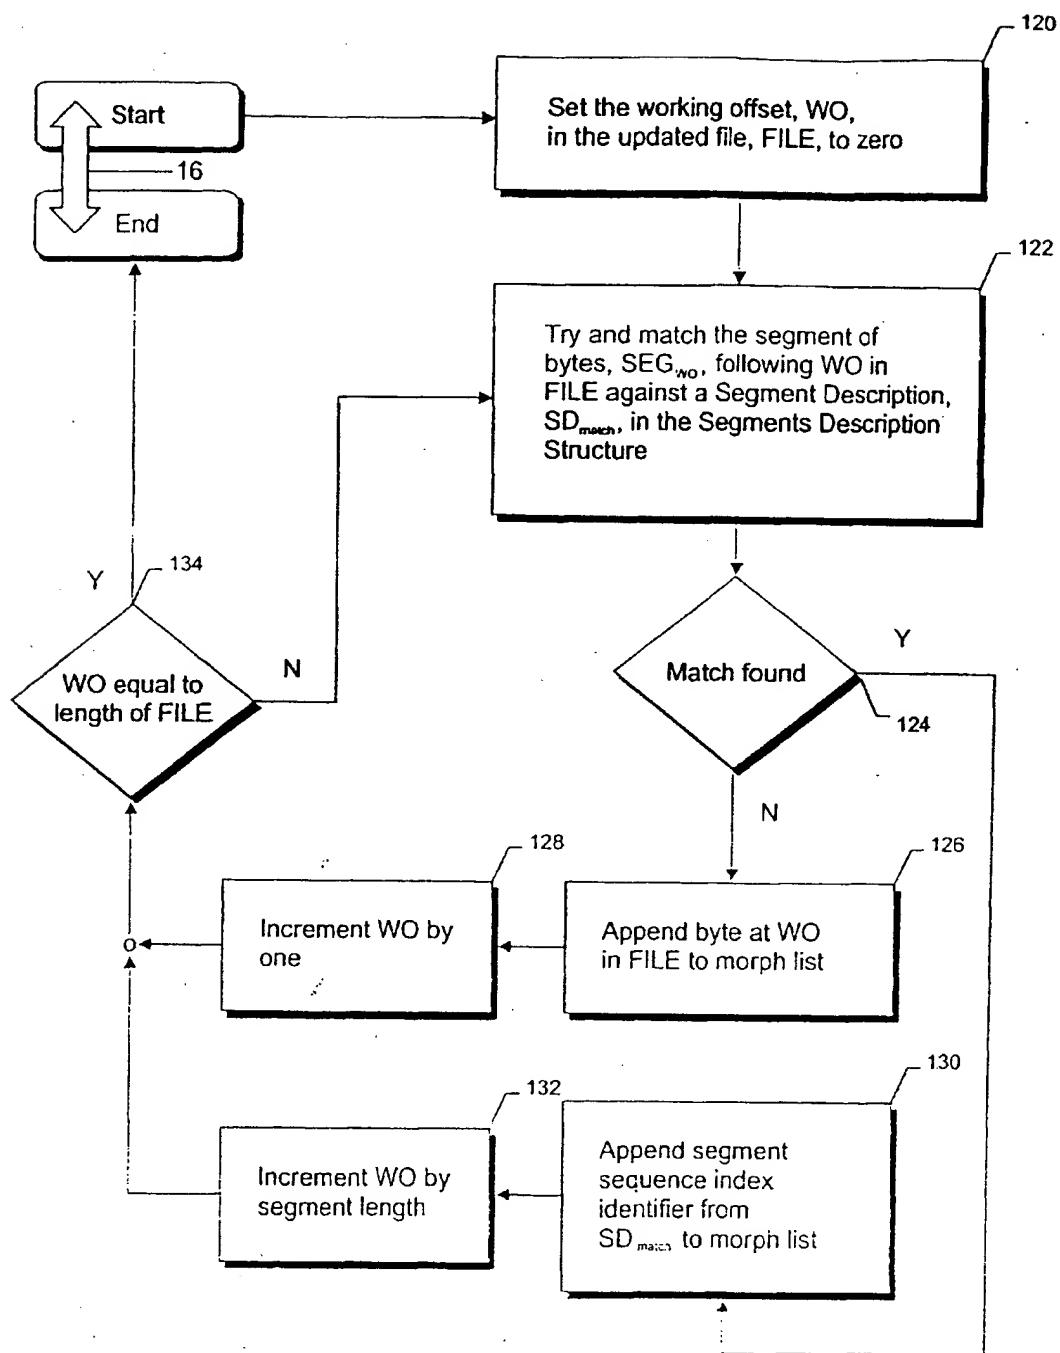 120
Start
Set the working offset, WO,
in the updated file, FILE, to zero
16
End
122
Try and match the segment of
bytes, SEG_WO, following WO in
FILE against a Segment Description,
SD_match, in the Segments Description
Structure
134
Y
Y
N
WO equal to
length of FILE
Match found
124
N
128
126
Increment WO by
one
Append byte at WO
in FILE to morph list
O
132
130
Increment WO by
segment length
Append segment
sequence index
identifier from
SD_match to morph list